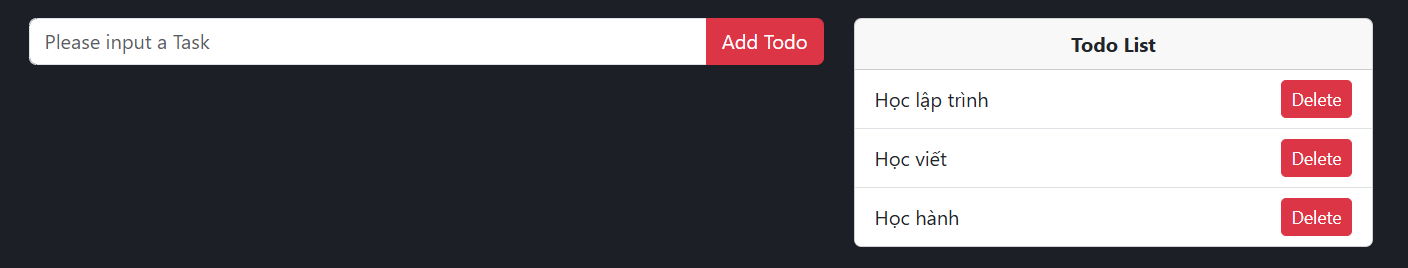 Please input a Task
Add Todo
Todo List
Học lập trình
Delete
Học viết
Delete
Học hành
Delete